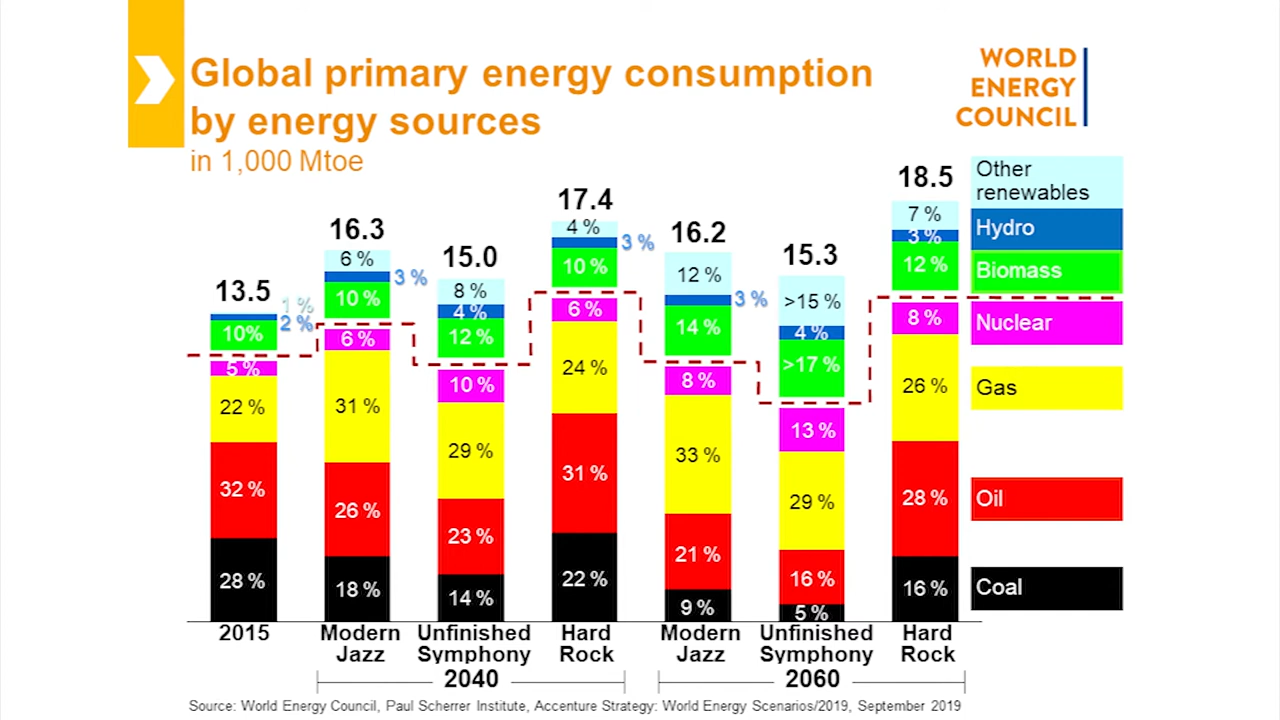 Global primary energy consumption
by energy sources
in 1,000 Mtoe
WORLD
ENERGY
COUNCIL
13.5
1 %
2 %
10%
5 %
22 %
32 %
28 %
16.3
6 %
3 %
10 %
6 %
31 %
26 %
18 %
15.0
8 %
4 %
12 %
10 %
29 %
23 %
14 %
17.4
4 %
3 %
10 %
6 %
24 %
31 %
22 %
16.2
12 %
3 %
14 %
8 %
33 %
21 %
9 %
15.3
>15 %
4 %
>17 %
13 %
29 %
16 %
5 %
18.5
7 %
3 %
12 %
8 %
26 %
28 %
16 %
Other
renewables
Hydro
Biomass
Nuclear
Gas
Oil
Coal
2015
Modern
Jazz
Unfinished
Symphony
Hard
Rock
Modern
Jazz
Unfinished
Symphony
Hard
Rock
2040
2060
Source: World Energy Council, Paul Scherrer Institute, Accenture Strategy: World Energy Scenarios/2019, September 2019